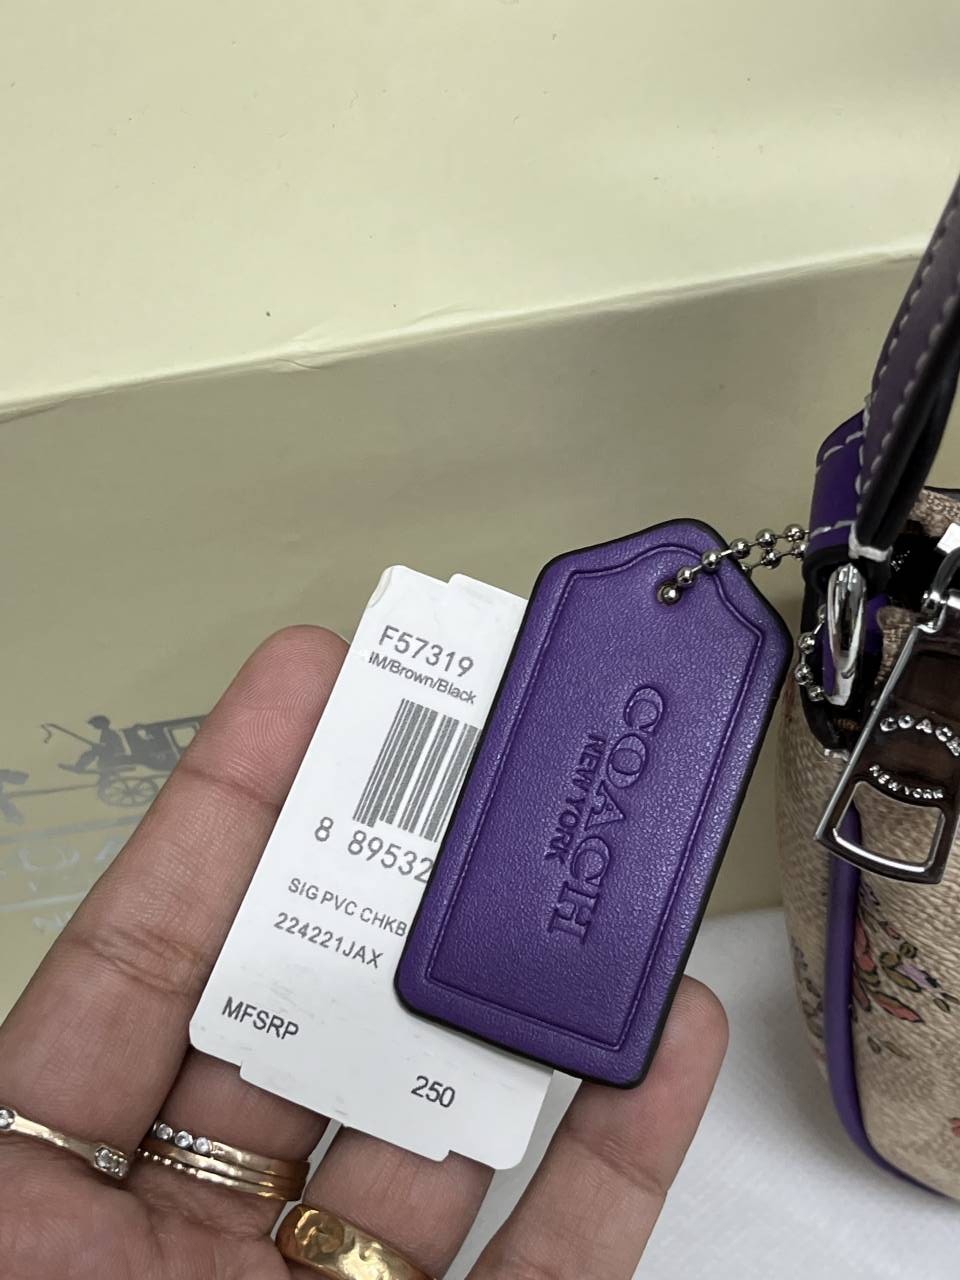 F57319
IM/Brown/Black
8 89532
SIG PVC CHKB
224221JAX
MFSRP
250
COACH
NEW YORK
COACH
NEW YORK